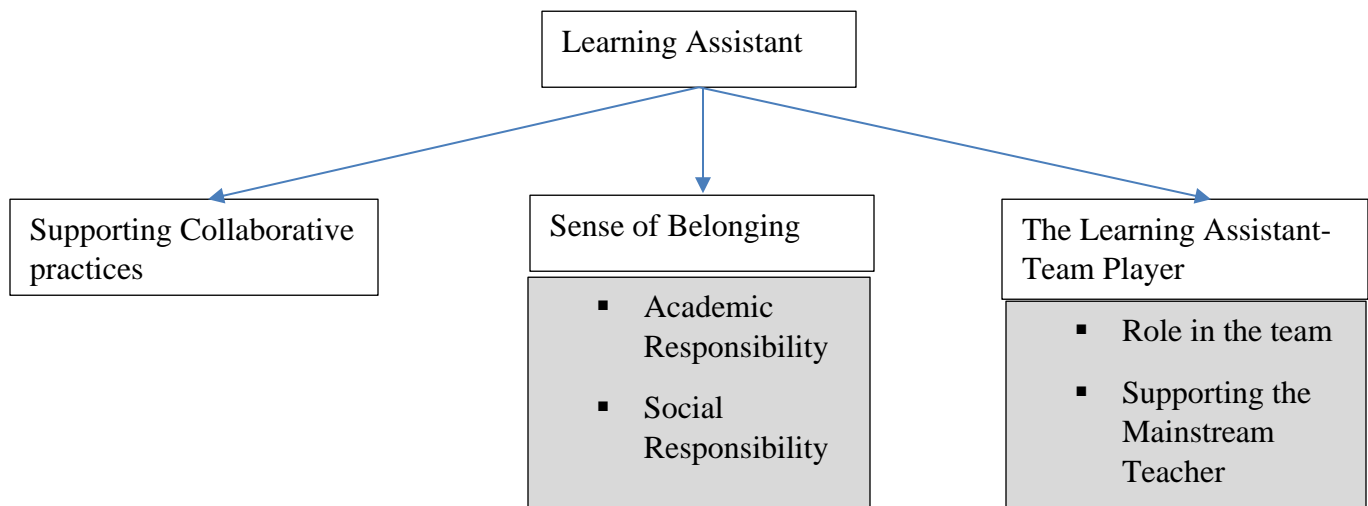 Learning Assistant
Supporting Collaborative
practices
Sense of Belonging
▪ Academic
Responsibility
▪ Social
Responsibility
The Learning Assistant-
Team Player
▪ Role in the team
▪ Supporting the
Mainstream
Teacher